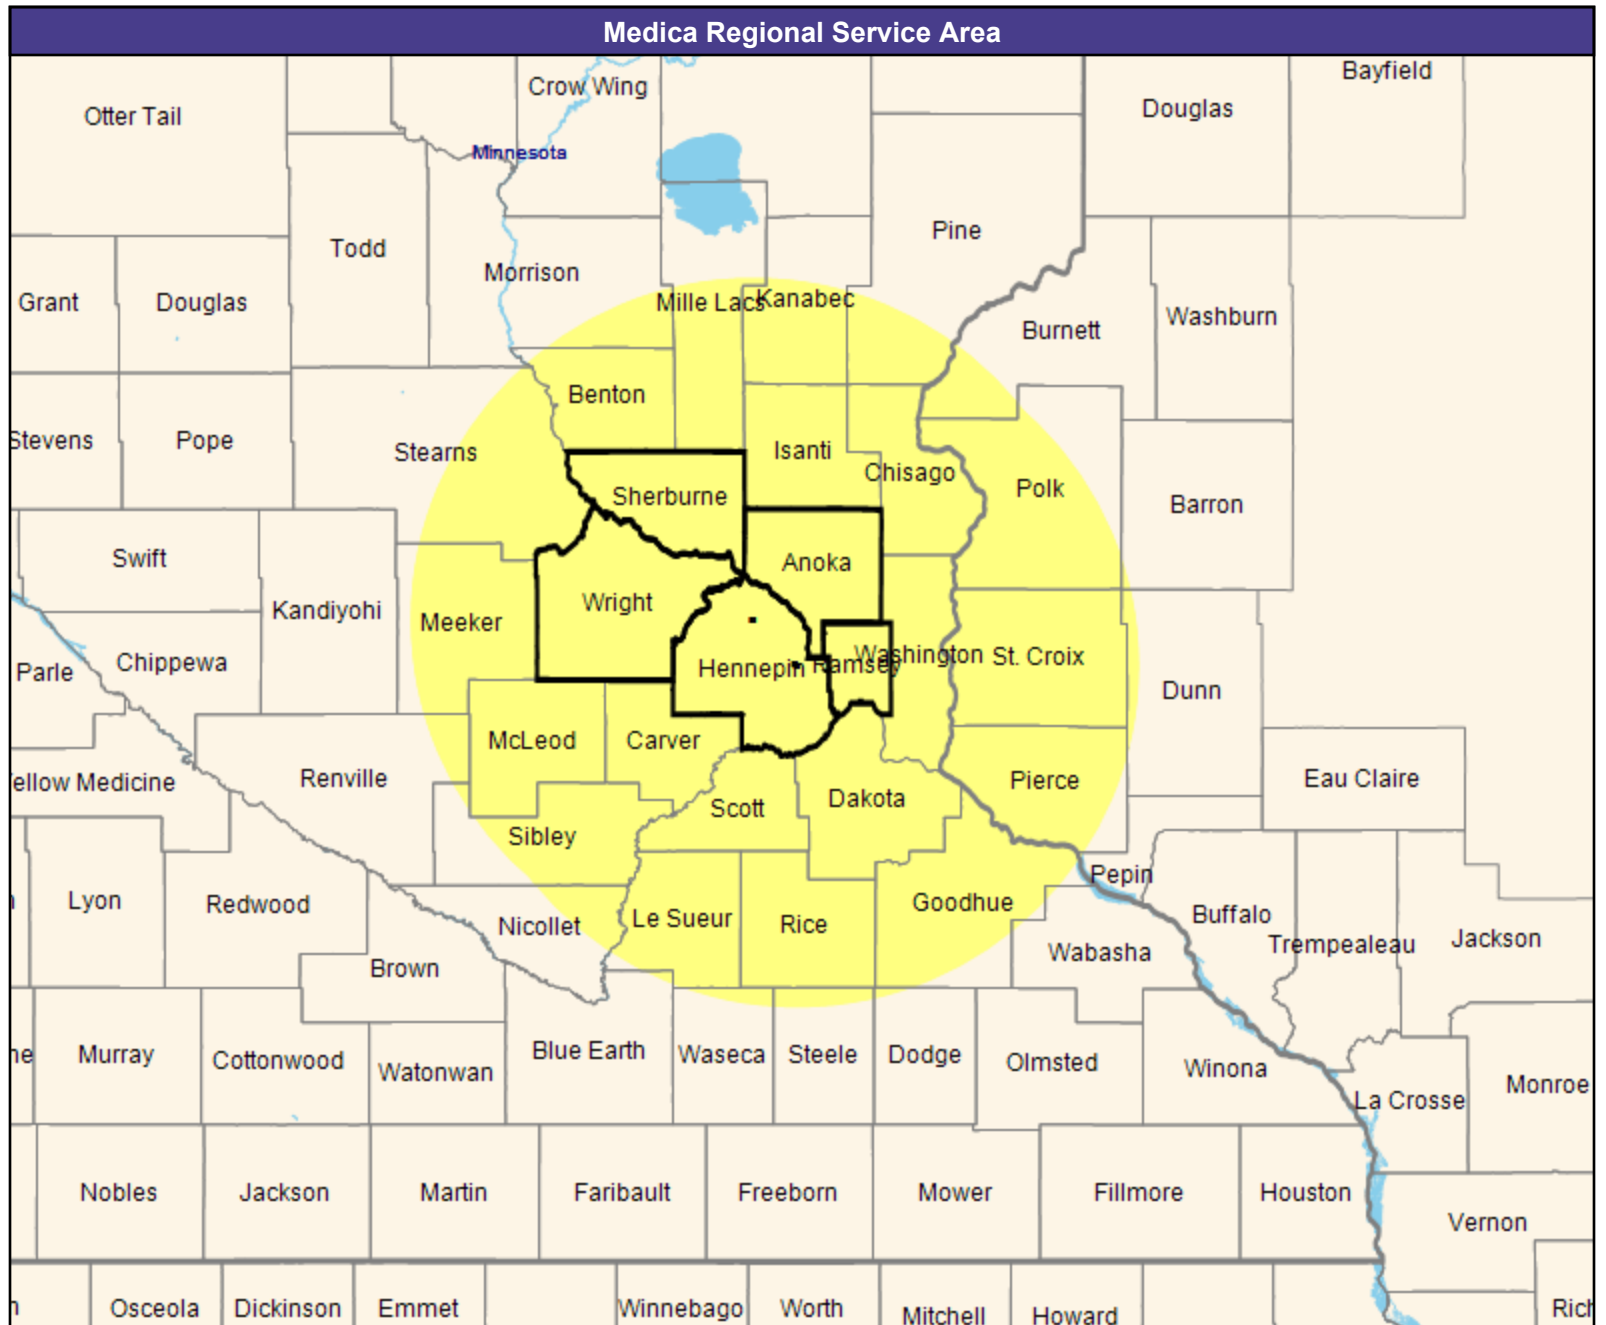 Medica Regional Service Area
Crow Wing
Bayfield
Otter Tail
Douglas
Minnesota
Todd
Pine
Morrison
Grant
Douglas
Mille Lacs
Kanabec
Burnett
Washburn
Benton
Stevens
Pope
Stearns
Isanti
Chisago
Polk
Barron
Sherburne
Swift
Anoka
Kandiyohi
Wright
Meeker
Parle
Chippewa
Hennepin
Ramsey
Washington
St. Croix
Dunn
McLeod
Carver
ellow Medicine
Renville
Scott
Dakota
Pierce
Eau Claire
Sibley
Pepin
Lyon
Redwood
Nicollet
Le Sueur
Rice
Goodhue
Buffalo
Trempealeau
Jackson
Brown
Wabasha
ne
Murray
Cottonwood
Watonwan
Blue Earth
Waseca
Steele
Dodge
Olmsted
Winona
La Crosse
Monroe
Nobles
Jackson
Martin
Faribault
Freeborn
Mower
Fillmore
Houston
Vernon
Osceola
Dickinson
Emmet
Winnebago
Worth
Mitchell
Howard
Rich